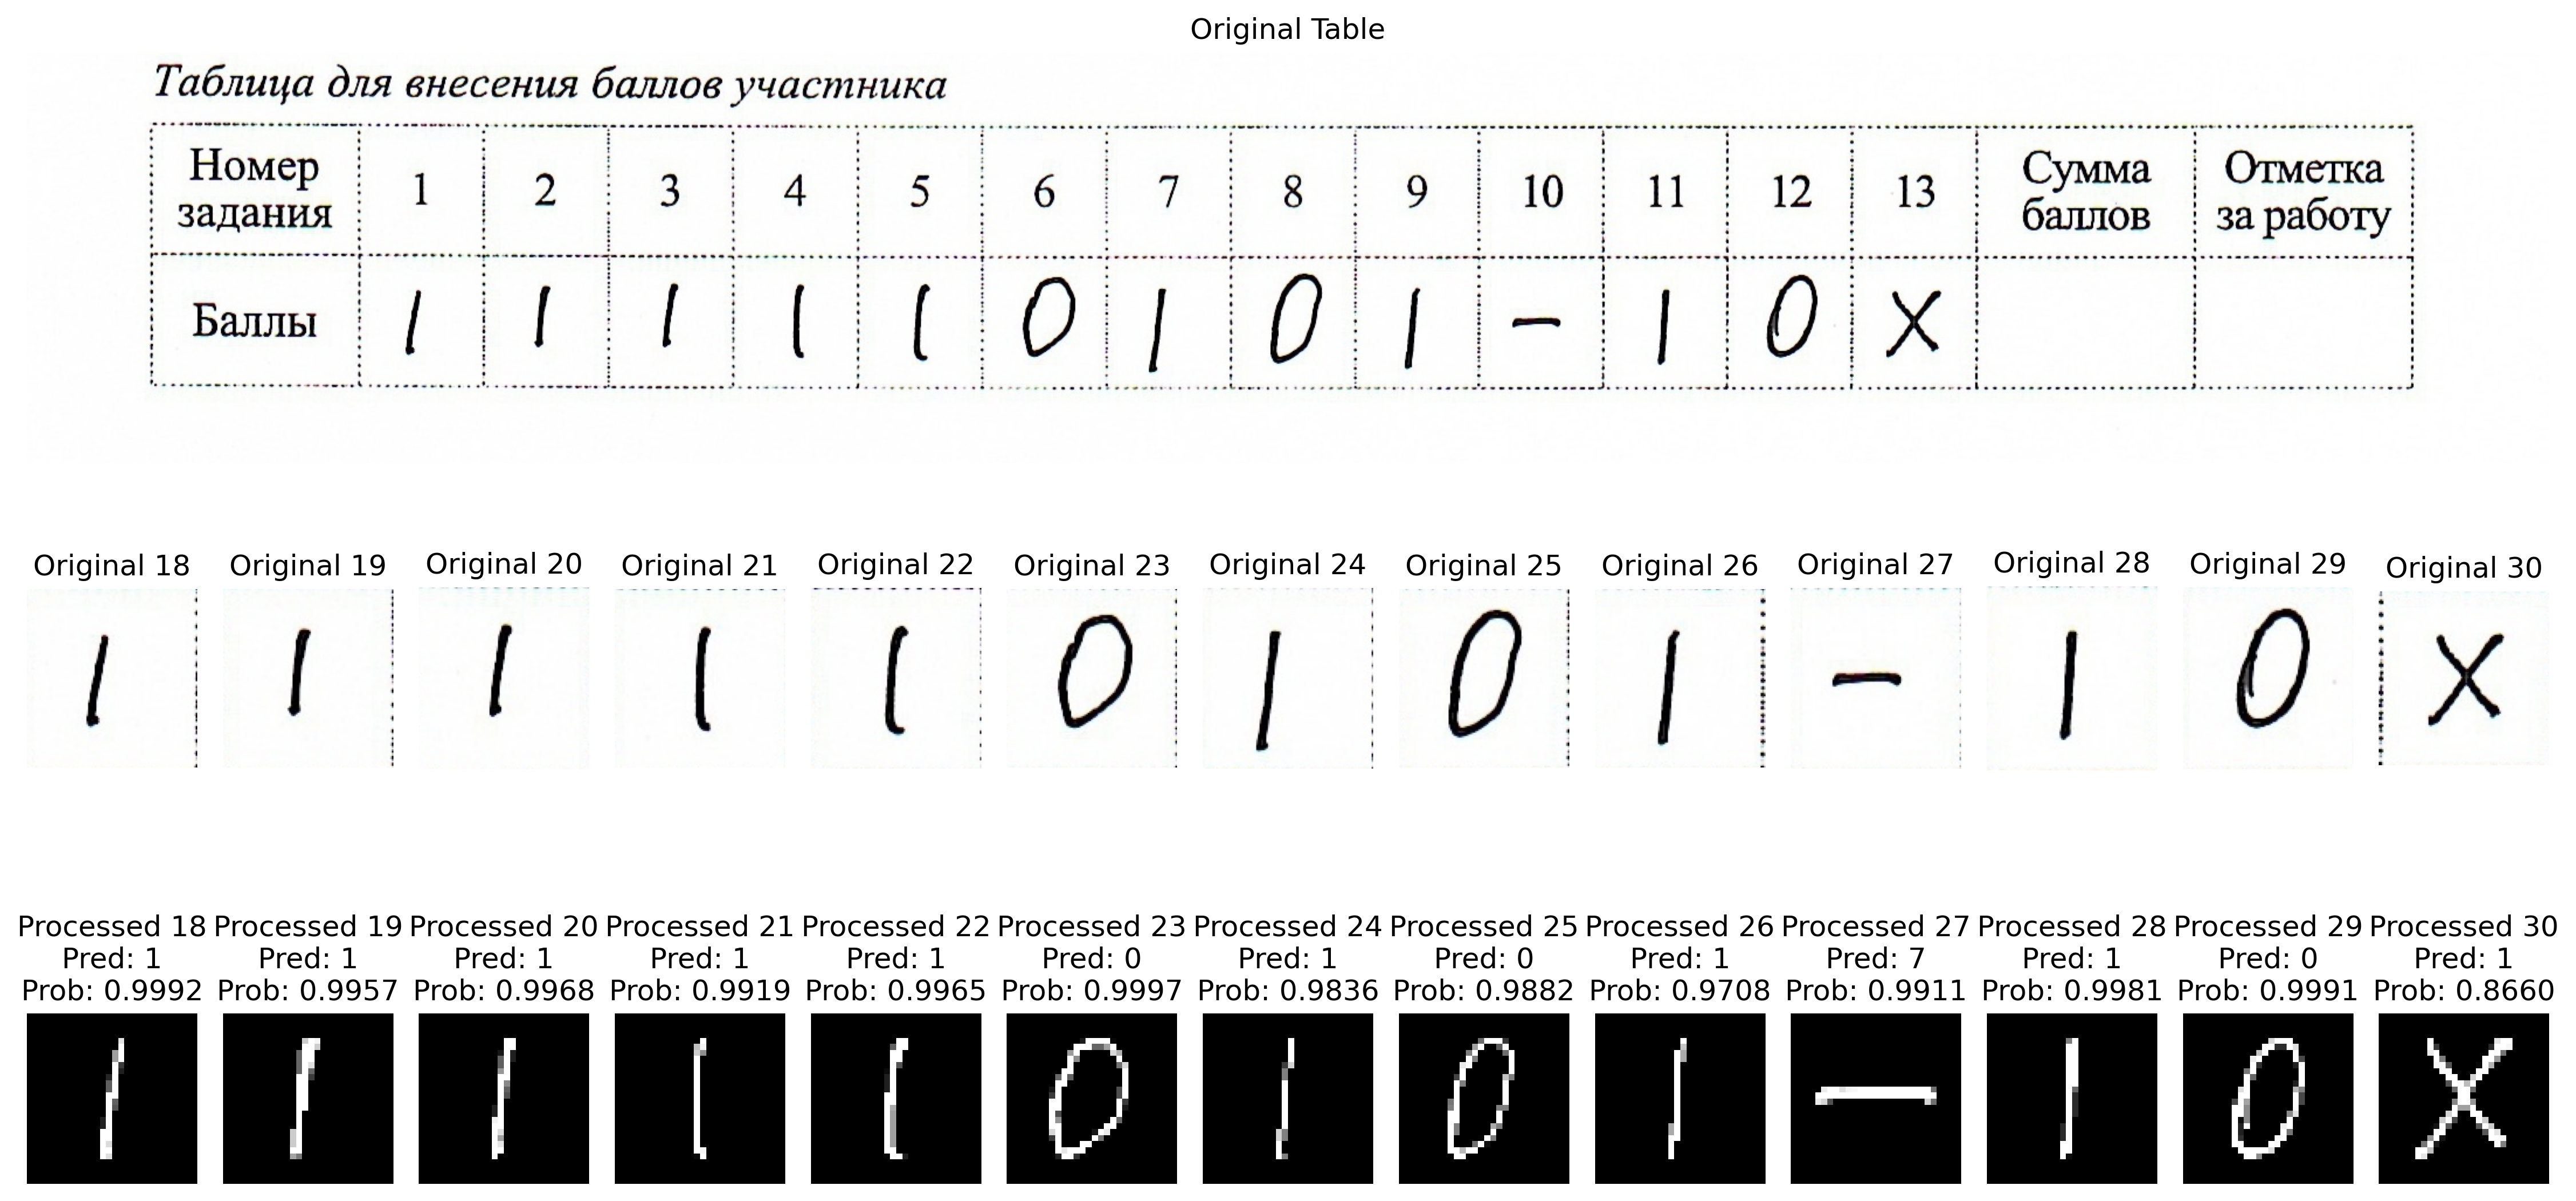 Original Table
Таблица для внесения баллов участника
Номер задания 1 2 3 4 5 6 7 8 9 10 11 12 13 Сумма баллов Отметка за работу
Баллы 1 1 1 1 1 0 1 0 1 – 1 0 X
Original 18 Original 19 Original 20 Original 21 Original 22 Original 23 Original 24 Original 25 Original 26 Original 27 Original 28 Original 29 Original 30
1 1 1 1 1 0 1 0 1 – 1 0 X
Processed 18 Processed 19 Processed 20 Processed 21 Processed 22 Processed 23 Processed 24 Processed 25 Processed 26 Processed 27 Processed 28 Processed 29 Processed 30
Pred: 1 Pred: 1 Pred: 1 Pred: 1 Pred: 1 Pred: 0 Pred: 1 Pred: 0 Pred: 1 Pred: 7 Pred: 1 Pred: 0 Pred: 1
Prob: 0.9992 Prob: 0.9957 Prob: 0.9968 Prob: 0.9919 Prob: 0.9965 Prob: 0.9997 Prob: 0.9836 Prob: 0.9882 Prob: 0.9708 Prob: 0.9911 Prob: 0.9981 Prob: 0.9991 Prob: 0.8660
1 1 1 1 1 0 1 0 1 – 1 0 X